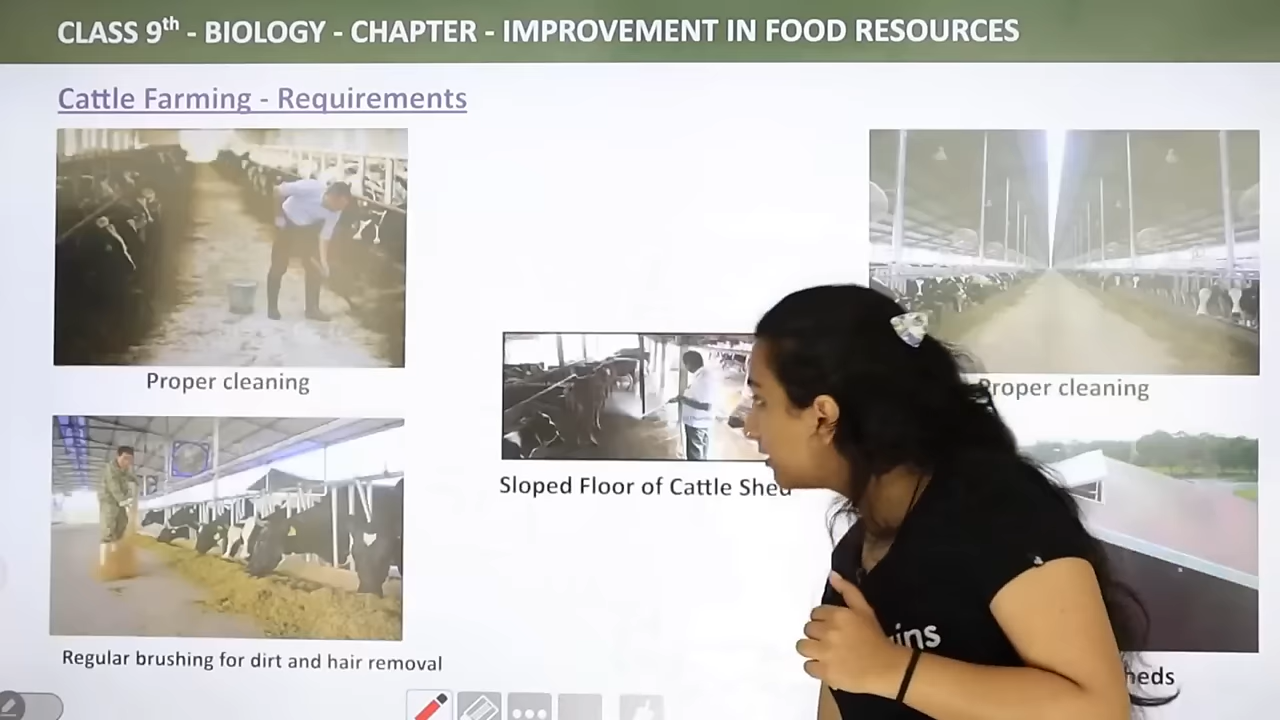 CLASS 9th - BIOLOGY - CHAPTER - IMPROVEMENT IN FOOD RESOURCES
Cattle Farming - Requirements
Proper cleaning
Proper cleaning
Sloped Floor of Cattle Shed
Regular brushing for dirt and hair removal